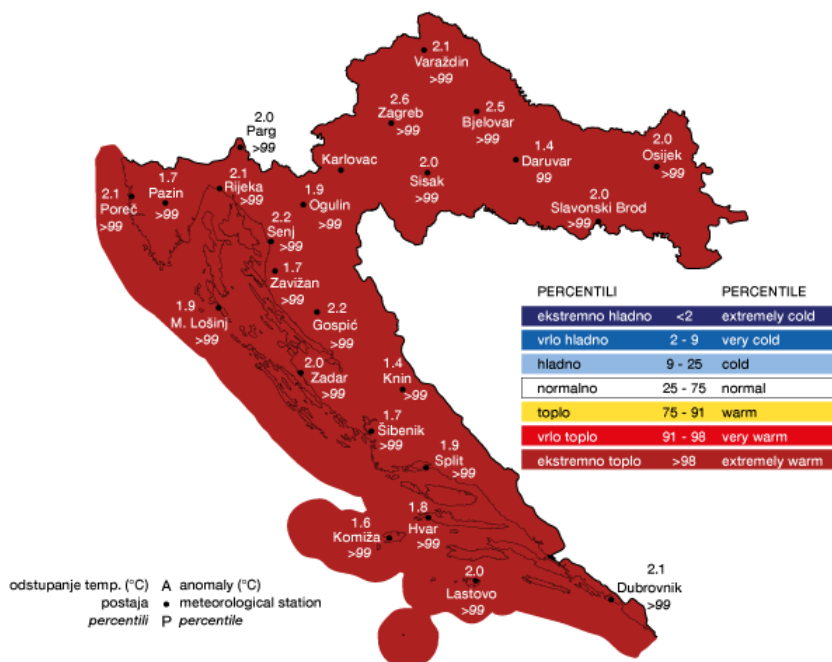 2.1
Varaždin
>99
2.6
Zagreb
>99
2.5
Bjelovar
>99
2.0
Parg
>99
1.4
Daruvar
99
2.0
Osijek
>99
Karlovac
2.0
Sisak
>99
1.7
Pazin
>99
2.1
Rijeka
>99
2.1
Poreč
>99
1.9
Ogulin
>99
2.0
Slavonski Brod
>99
2.2
Senj
>99
1.7
Zavižan
>99
1.9
M. Lošinj
>99
2.2
Gospić
>99
2.0
Zadar
>99
1.4
Knin
>99
1.7
Šibenik
>99
1.9
Split
>99
1.8
Hvar
>99
1.6
Komiža
>99
2.0
Lastovo
>99
2.1
Dubrovnik
>99
PERCENTILI PERCENTILE
ekstremno hladno <2 extremely cold
vrlo hladno 2 - 9 very cold
hladno 9 - 25 cold
normalno 25 - 75 normal
toplo 75 - 91 warm
vrlo toplo 91 - 98 very warm
ekstremno toplo >98 extremely warm
odstupanje temp. (°C) A anomaly (°C)
postaja • meteorological station
percentili P percentile